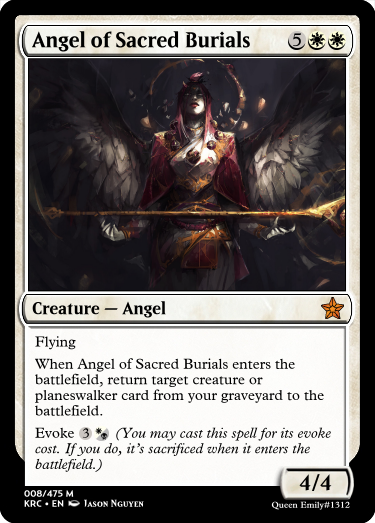 Angel of Sacred Burials 5
Creature — Angel
Flying
When Angel of Sacred Burials enters the
battlefield, return target creature or
planeswalker card from your graveyard to the
battlefield.
Evoke 3 (You may cast this spell for its evoke
cost. If you do, it's sacrificed when it enters the
battlefield.)
4/4
008/475 M
KRC • EN Jason Nguyen
Queen Emily#1312